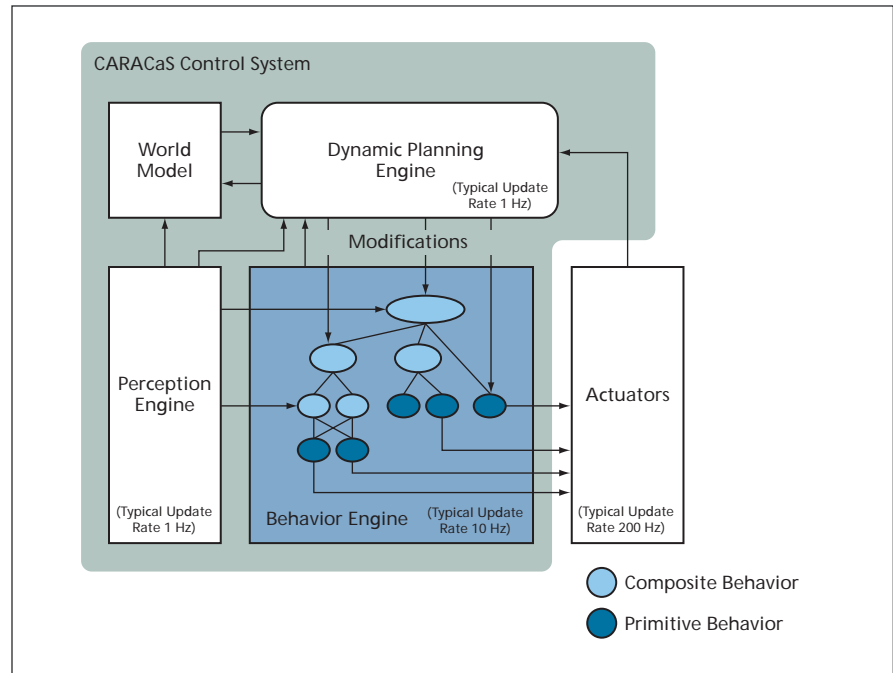 CARACaS Control System
World
Model
Dynamic Planning
Engine
(Typical Update
Rate 1 Hz)
Modifications
Perception
Engine
(Typical Update
Rate 1 Hz)
Behavior Engine
(Typical Update
Rate 10 Hz)
Actuators
(Typical Update
Rate 200 Hz)
Composite Behavior
Primitive Behavior